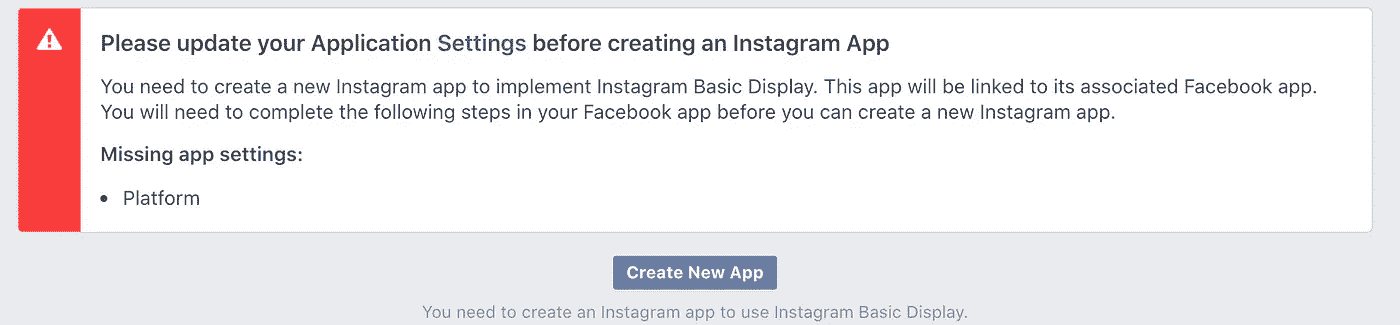 Please update your Application Settings before creating an Instagram App
You need to create a new Instagram app to implement Instagram Basic Display. This app will be linked to its associated Facebook app.
You will need to complete the following steps in your Facebook app before you can create a new Instagram app.
Missing app settings:
• Platform
Create New App
You need to create an Instagram app to use Instagram Basic Display.